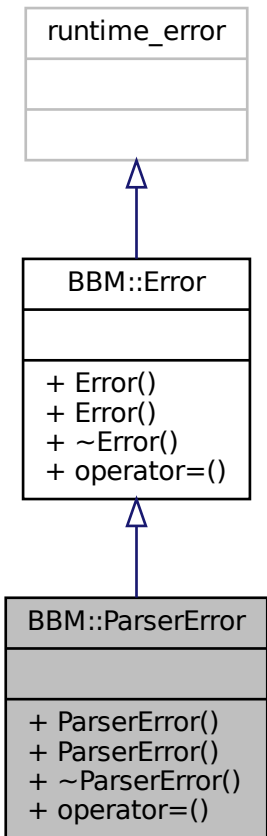 runtime_error
BBM::Error
+ Error()
+ Error()
+ ~Error()
+ operator=()
BBM::ParserError
+ ParserError()
+ ParserError()
+ ~ParserError()
+ operator=()